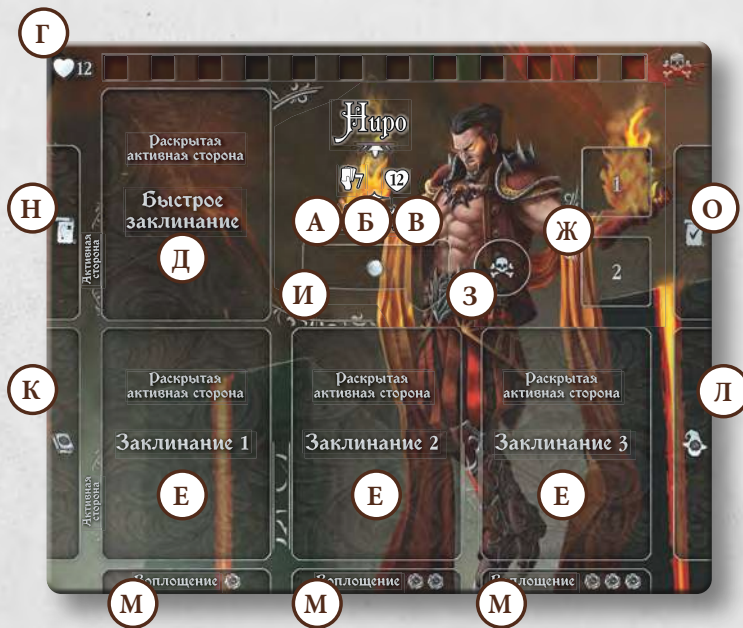 Г
12
Ниро
7
12
Раскрытая
активная сторона
Быстрое
заклинание
Активная
сторона
Н
Д
А
Б
В
И
З
Ж
1
2
О
К
Л
Раскрытая
активная сторона
Заклинание 1
Е
Раскрытая
активная сторона
Заклинание 2
Е
Раскрытая
активная сторона
Заклинание 3
Е
Активная
сторона
Воплощение
Воплощение
Воплощение
М
М
М